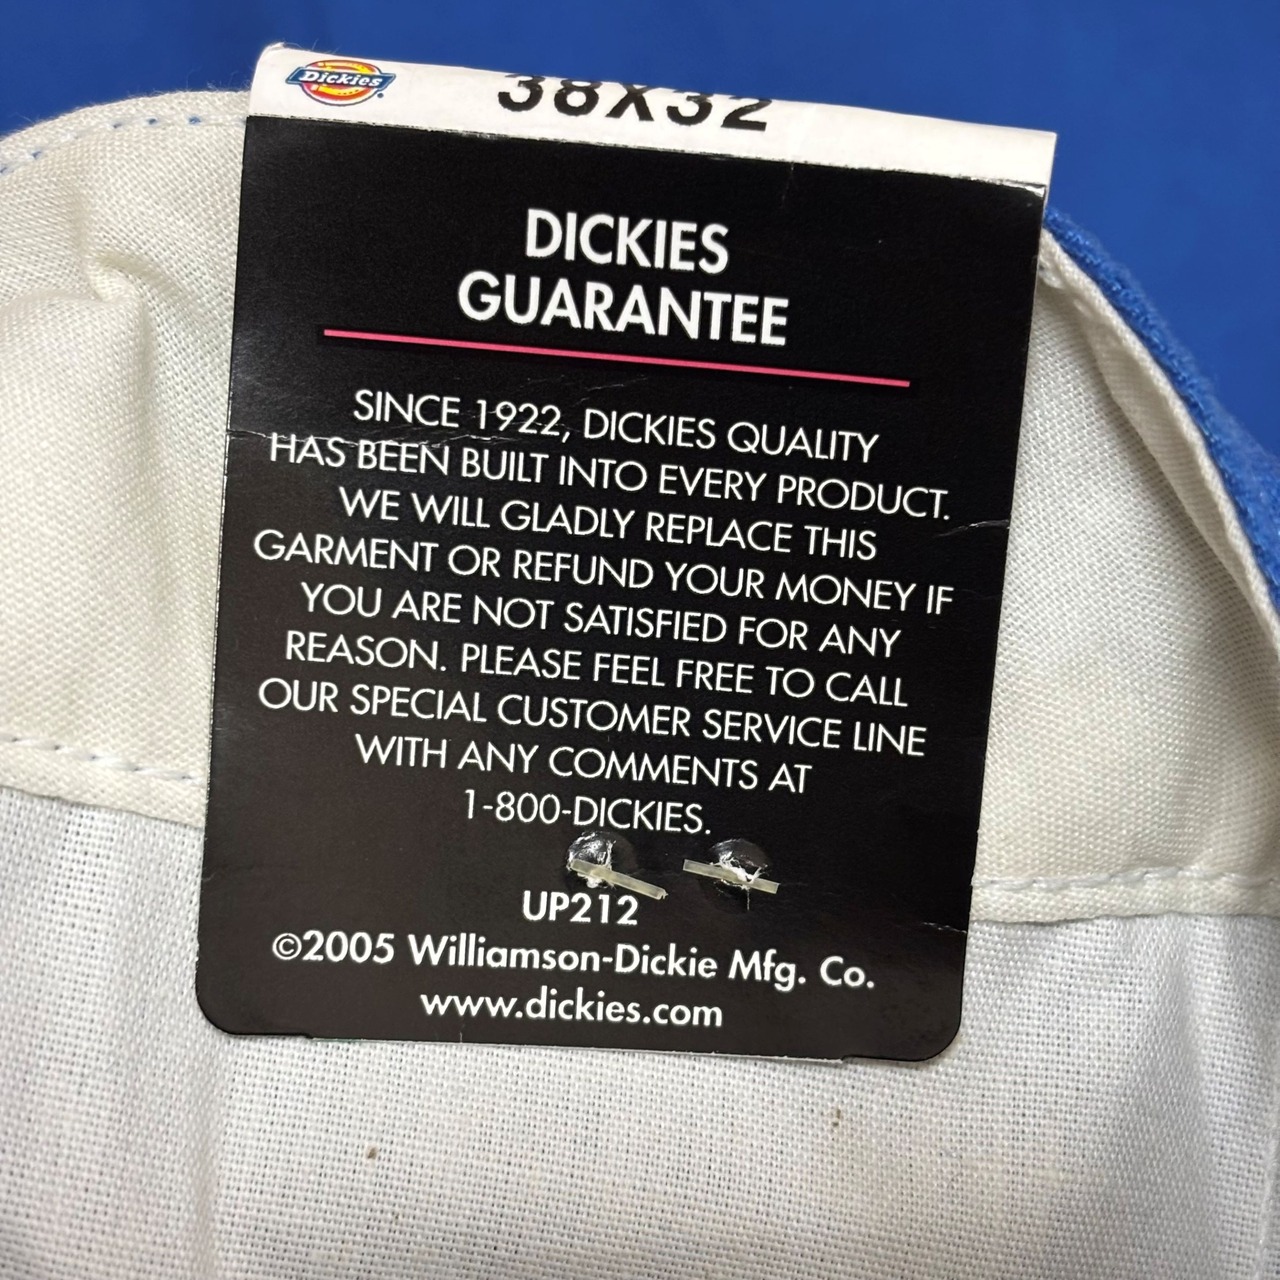 Dickies
38X32
DICKIES
GUARANTEE
SINCE 1922, DICKIES QUALITY
HAS BEEN BUILT INTO EVERY PRODUCT.
WE WILL GLADLY REPLACE THIS
GARMENT OR REFUND YOUR MONEY IF
YOU ARE NOT SATISFIED FOR ANY
REASON. PLEASE FEEL FREE TO CALL
OUR SPECIAL CUSTOMER SERVICE LINE
WITH ANY COMMENTS AT
1-800-DICKIES.
UP212
©2005 Williamson-Dickie Mfg. Co.
www.dickies.com